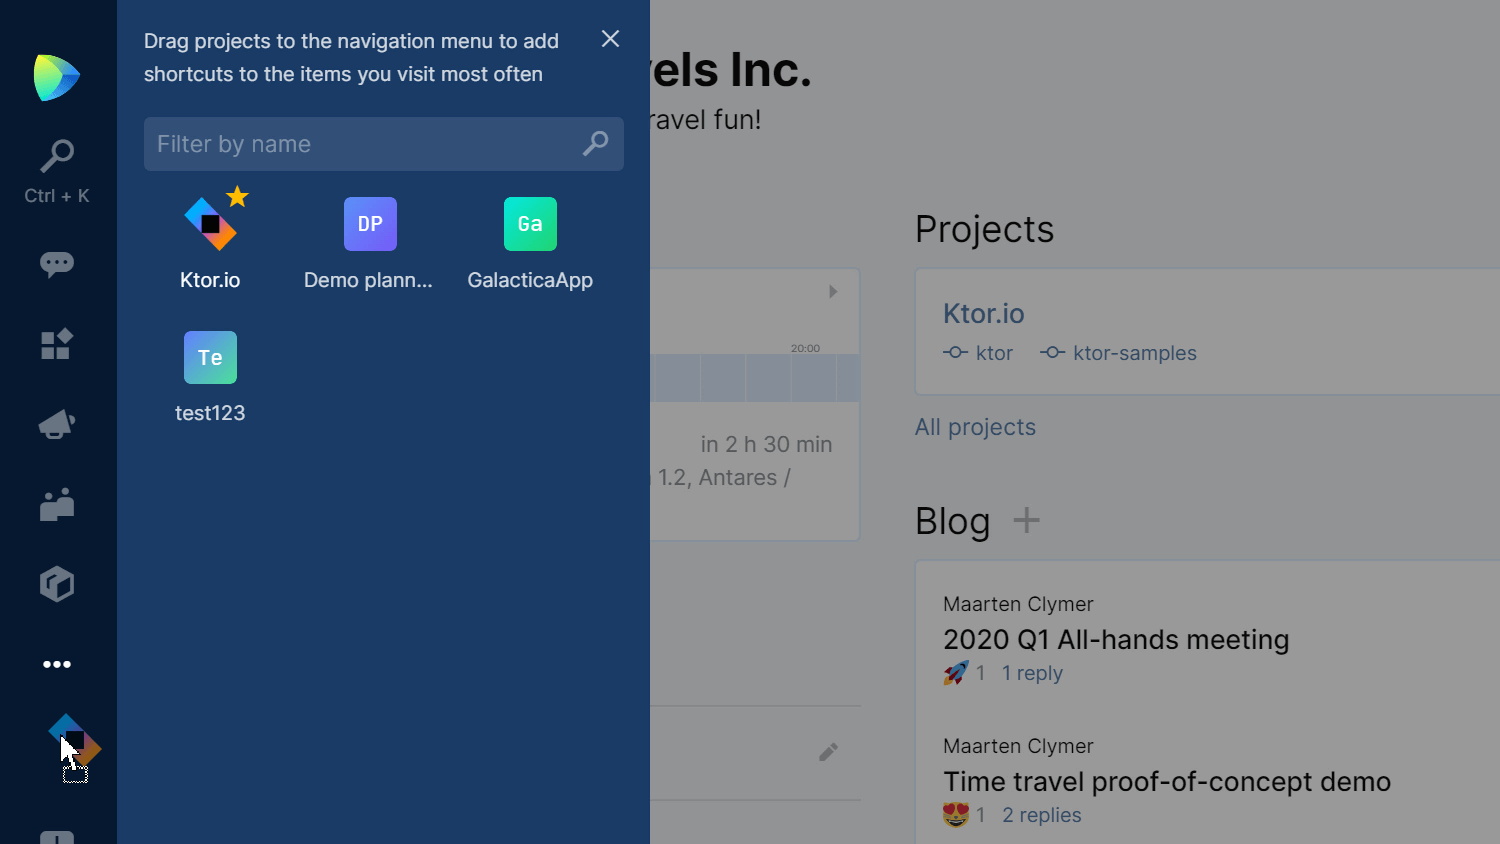 Drag projects to the navigation menu to add
shortcuts to the items you visit most often
Filter by name
Ctrl + K
Ktor.io
DP
Demo plann...
Ga
GalacticaApp
Te
test123
Inc.
fun!
20:00
in 2 h 30 min
1.2, Antares /
Projects
Ktor.io
ktor
ktor-samples
All projects
Blog +
Maarten Clymer
2020 Q1 All-hands meeting
1 1 reply
Maarten Clymer
Time travel proof-of-concept demo
1 2 replies